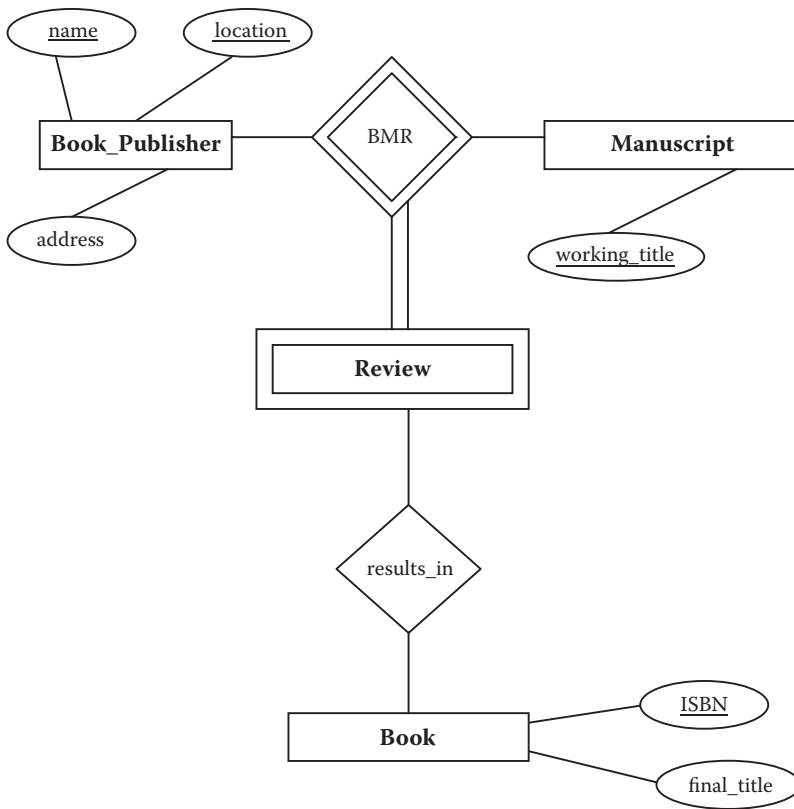 name
location
Book_Publisher
BMR
Manuscript
address
working_title
Review
results_in
ISBN
Book
final_title